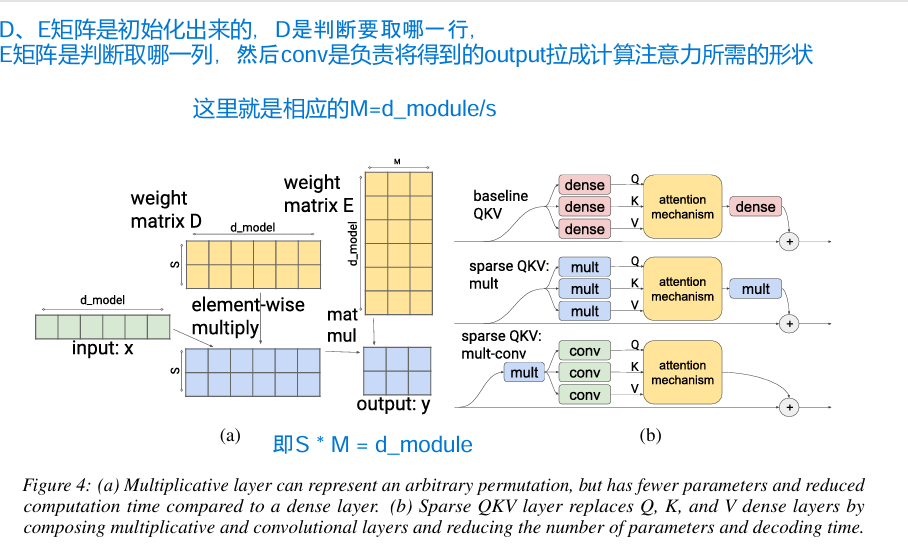 D、E矩阵是初始化出来的，D是判断要取哪一行，
E矩阵是判断取哪一列，然后conv是负责将得到的output拉成计算注意力所需的形状
这里就是相应的M=d_module/s
weight
matrix D
d_model
S
weight
matrix E
M
d_model
d_model
input: x
element-wise
multiply
S
mat
mul
output: y
(a)
baseline
QKV
dense
dense
dense
Q
K
V
attention
mechanism
dense
+
sparse QKV:
mult
mult
mult
mult
Q
K
V
attention
mechanism
mult
+
sparse QKV:
mult-conv
mult
conv
conv
conv
Q
K
V
attention
mechanism
+
(b)
即S * M = d_module
Figure 4: (a) Multiplicative layer can represent an arbitrary permutation, but has fewer parameters and reduced
computation time compared to a dense layer. (b) Sparse QKV layer replaces Q, K, and V dense layers by
composing multiplicative and convolutional layers and reducing the number of parameters and decoding time.